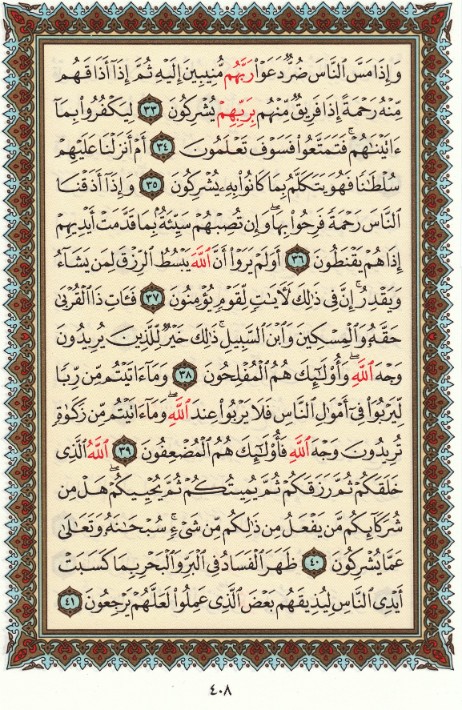 وَإِذَا مَسَّ ٱلنَّاسَ ضُرٌّ دَعَوْا۟ رَبَّهُم مُّنِيبِينَ إِلَيْهِ ثُمَّ إِذَآ أَذَاقَهُم
مِّنْهُ رَحْمَةً إِذَا فَرِيقٌ مِّنْهُم بِرَبِّهِمْ يُشْرِكُونَ ٣٣ لِيَكْفُرُوا۟ بِمَآ
ءَاتَيْنَٰهُمْ ۚ فَتَمَتَّعُوا۟ فَسَوْفَ تَعْلَمُونَ ٣٤ أَمْ أَنزَلْنَا عَلَيْهِمْ
سُلْطَٰنًا فَهُوَ يَتَكَلَّمُ بِمَا كَانُوا۟ بِهِۦ يُشْرِكُونَ ٣٥ وَإِذَآ أَذَقْنَا
ٱلنَّاسَ رَحْمَةً فَرِحُوا۟ بِهَا ۖ وَإِن تُصِبْهُمْ سَيِّئَةٌۢ بِمَا قَدَّمَتْ أَيْدِيهِمْ
إِذَا هُمْ يَقْنَطُونَ ٣٦ أَوَلَمْ يَرَوْا۟ أَنَّ ٱللَّهَ يَبْسُطُ ٱلرِّزْقَ لِمَن يَشَآءُ
وَيَقْدِرُ ۚ إِنَّ فِى ذَٰلِكَ لَءَايَٰتٍ لِّقَوْمٍ يُؤْمِنُونَ ٣٧ فَـَٔاتِ ذَا ٱلْقُرْبَىٰ
حَقَّهُۥ وَٱلْمِسْكِينَ وَٱبْنَ ٱلسَّبِيلِ ۚ ذَٰلِكَ خَيْرٌ لِّلَّذِينَ يُرِيدُونَ
وَجْهَ ٱللَّهِ ۖ وَأُو۟لَٰٓئِكَ هُمُ ٱلْمُفْلِحُونَ ٣٨ وَمَآ ءَاتَيْتُم مِّن رِّبًا
لِّيَرْبُوَا۟ فِىٓ أَمْوَٰلِ ٱلنَّاسِ فَلَا يَرْبُوا۟ عِندَ ٱللَّهِ ۖ وَمَآ ءَاتَيْتُم مِّن زَكَوٰةٍ
تُرِيدُونَ وَجْهَ ٱللَّهِ فَأُو۟لَٰٓئِكَ هُمُ ٱلْمُضْعِفُونَ ٣٩ ٱللَّهُ ٱلَّذِى
خَلَقَكُمْ ثُمَّ رَزَقَكُمْ ثُمَّ يُمِيتُكُمْ ثُمَّ يُحْيِيكُمْ ۖ هَلْ مِن
شُرَكَآئِكُم مَّن يَفْعَلُ مِن ذَٰلِكُم مِّن شَىْءٍ ۚ سُبْحَٰنَهُۥ وَتَعَٰلَىٰ
عَمَّا يُشْرِكُونَ ٤٠ ظَهَرَ ٱلْفَسَادُ فِى ٱلْبَرِّ وَٱلْبَحْرِ بِمَا كَسَبَتْ
أَيْدِى ٱلنَّاسِ لِيُذِيقَهُم بَعْضَ ٱلَّذِى عَمِلُوا۟ لَعَلَّهُمْ يَرْجِعُونَ ٤١
٤٠٨